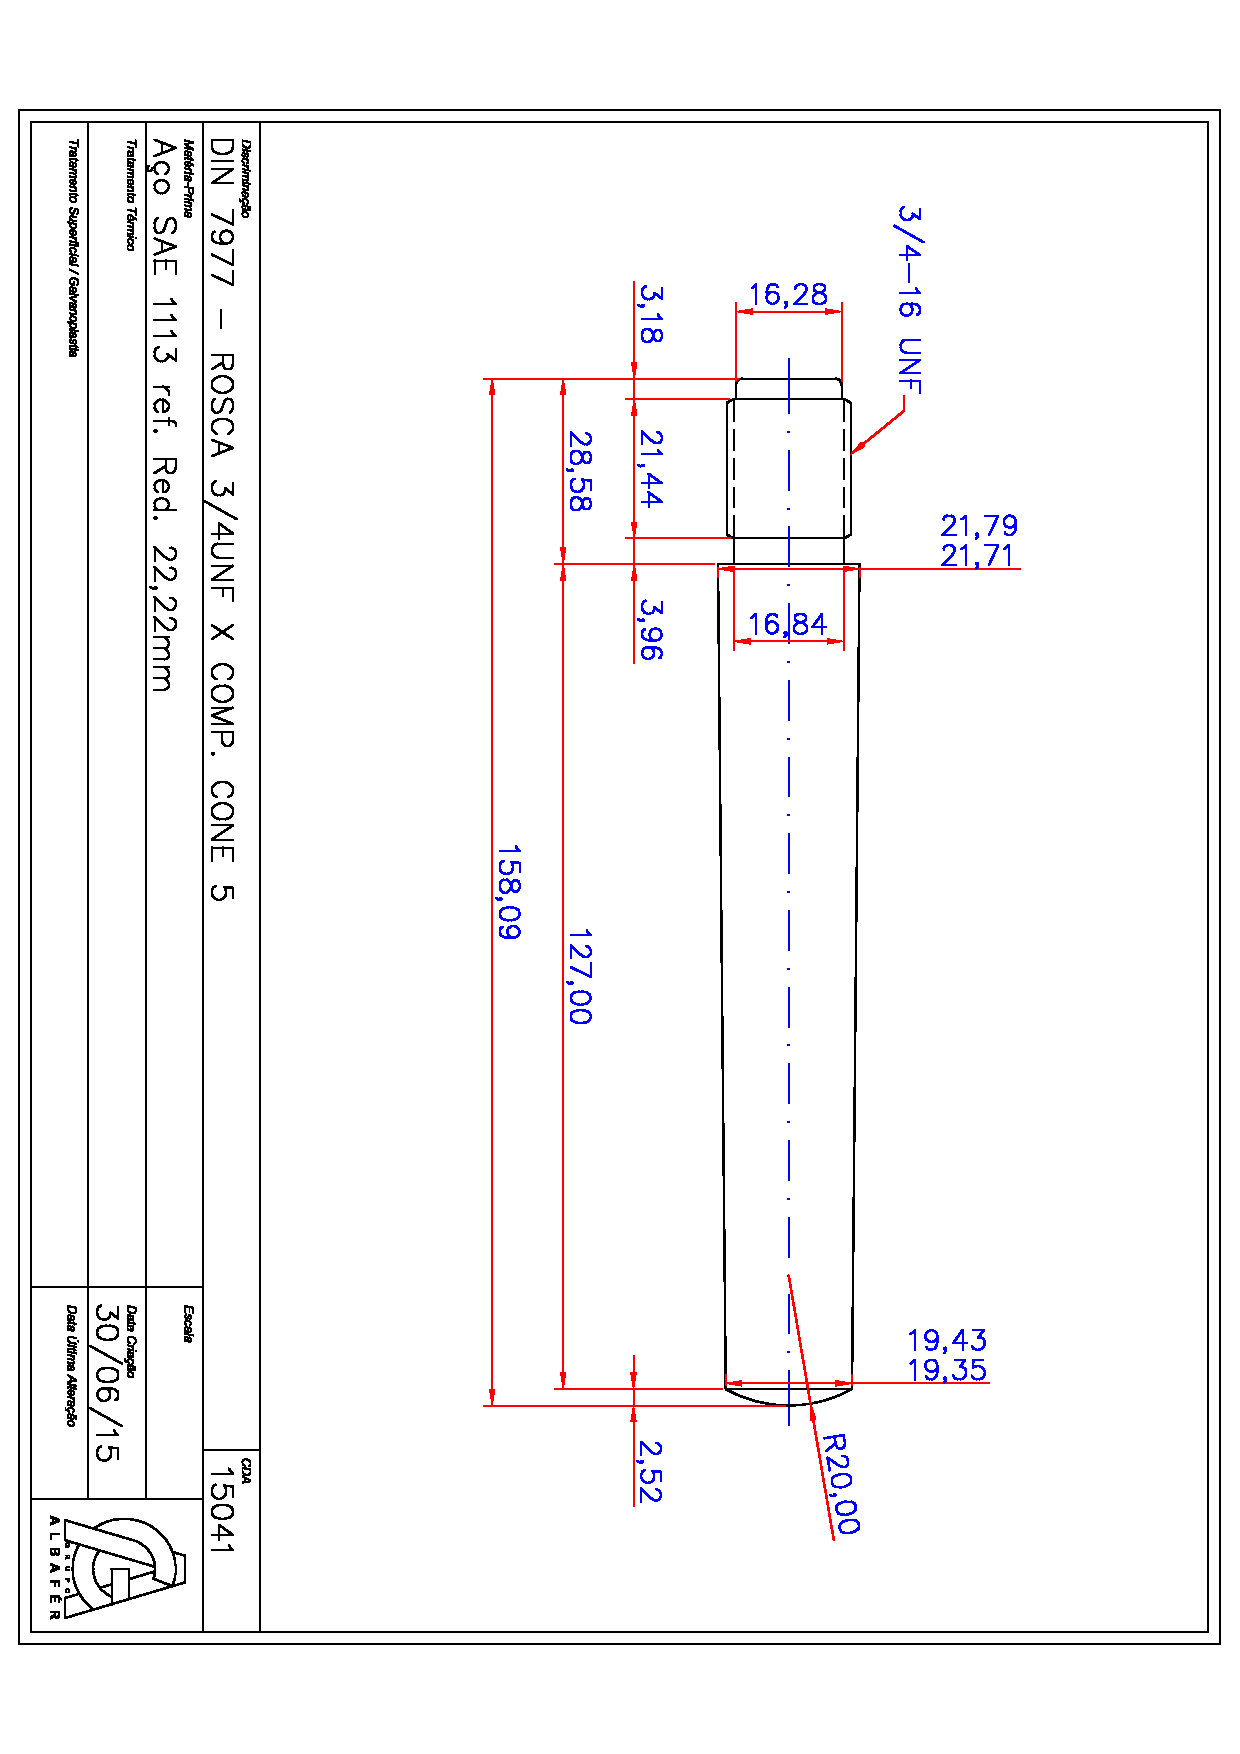 3/4-16 UNF
16,28
3,18
21,44
28,58
3,96
21,79
21,71
16,84
127,00
158,09
19,43
19,35
2,52
R20,00
Discriminação
DIN 7977 - ROSCA 3/4UNF X COMP. CONE 5
CDA
15041
Matéria-Prima
Aço SAE 1113 ref. Red. 22,22mm
Escala
Tratamento Térmico
Data Criação
30/06/15
Tratamento Superficial / Galvanoplastia
Data Última Alteração
GRUPO
ALBAFÉR